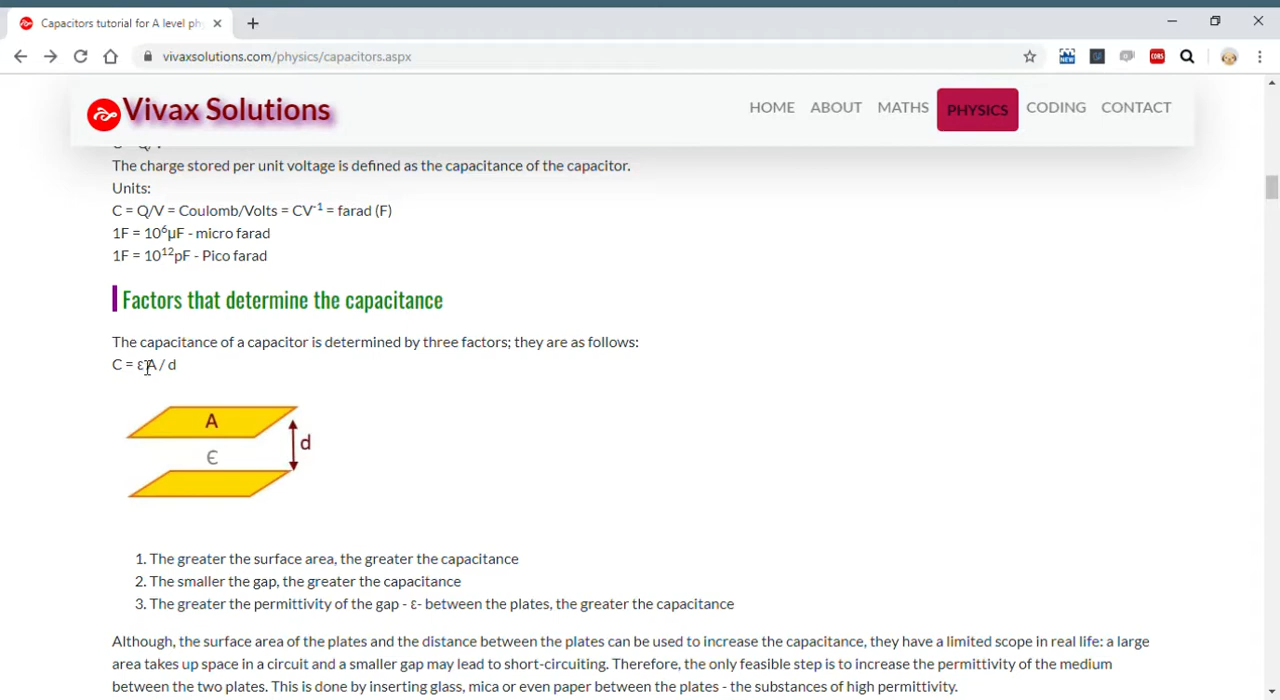 Capacitors tutorial for A level ph
vivaxsolutions.com/physics/capacitors.aspx
NEW
CORS
Vivax Solutions
HOME ABOUT MATHS PHYSICS CODING CONTACT
The charge stored per unit voltage is defined as the capacitance of the capacitor.
Units:
C = Q/V = Coulomb/Volts = CV⁻¹ = farad (F)
1F = 10⁶μF - micro farad
1F = 10¹²pF - Pico farad
Factors that determine the capacitance
The capacitance of a capacitor is determined by three factors; they are as follows:
C = ε A / d
A
d
Є
1. The greater the surface area, the greater the capacitance
2. The smaller the gap, the greater the capacitance
3. The greater the permittivity of the gap - ε- between the plates, the greater the capacitance
Although, the surface area of the plates and the distance between the plates can be used to increase the capacitance, they have a limited scope in real life: a large
area takes up space in a circuit and a smaller gap may lead to short-circuiting. Therefore, the only feasible step is to increase the permittivity of the medium
between the two plates. This is done by inserting glass, mica or even paper between the plates - the substances of high permittivity.